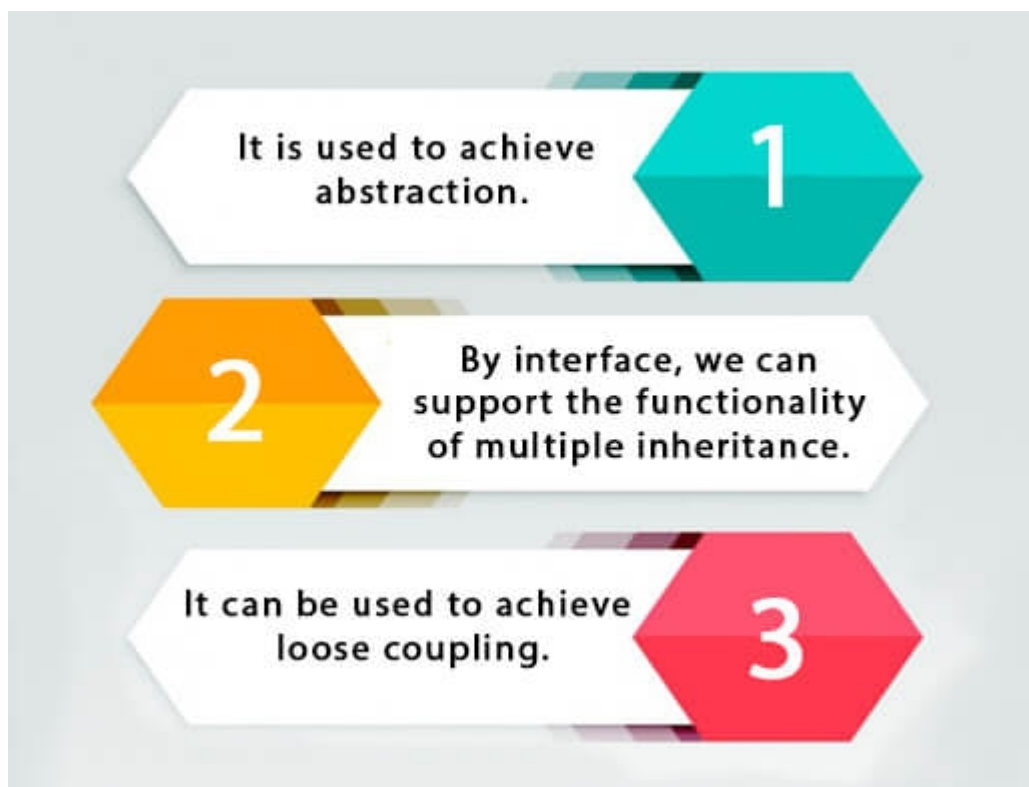 It is used to achieve
abstraction.
1
2
By interface, we can
support the functionality
of multiple inheritance.
It can be used to achieve
loose coupling.
3